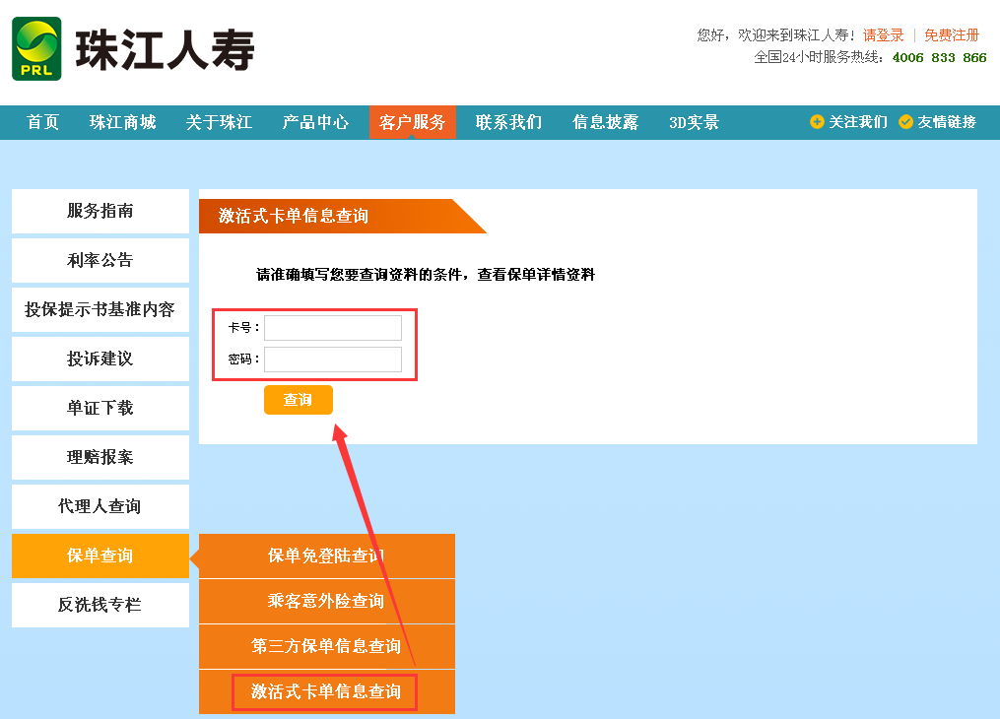 PRL
珠江人寿
您好，欢迎来到珠江人寿！ 请登录 | 免费注册
全国24小时服务热线：4006 833 866
首页 珠江商城 关于珠江 产品中心 客户服务 联系我们 信息披露 3D实景 关注我们 友情链接
服务指南
利率公告
投保提示书基准内容
投诉建议
单证下载
理赔报案
代理人查询
保单查询
反洗钱专栏
激活式卡单信息查询
请准确填写您要查询资料的条件，查看保单详情资料
卡号：
密码：
查询
保单免登陆查询
乘客意外险查询
第三方保单信息查询
激活式卡单信息查询